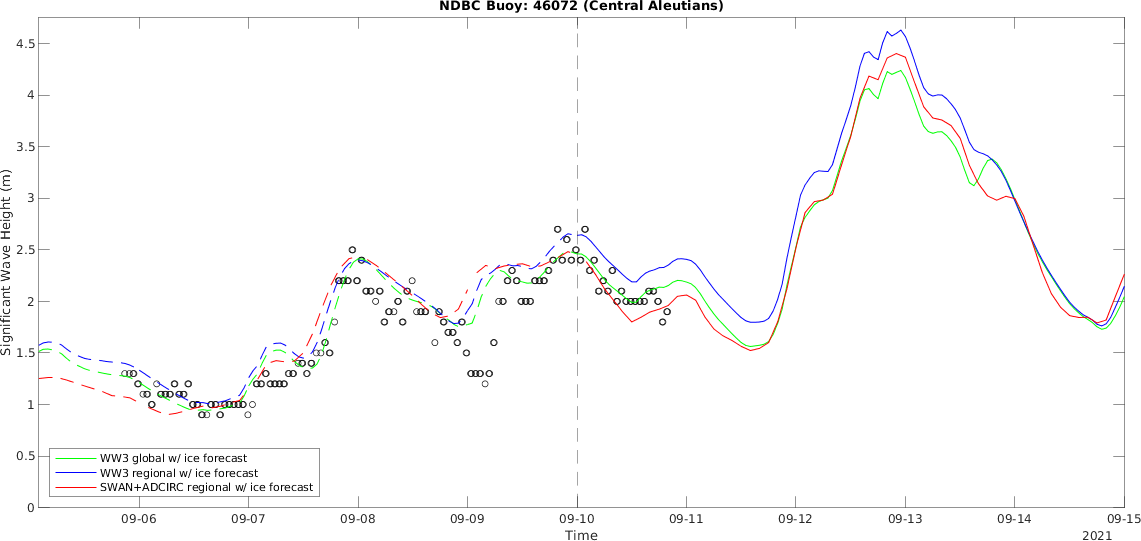 NDBC Buoy: 46072 (Central Aleutians)
Significant Wave Height (m)
4.5
4
3.5
3
2.5
2
1.5
1
0.5
0
WW3 global w/ ice forecast
WW3 regional w/ ice forecast
SWAN+ADCIRC regional w/ ice forecast
09-06 09-07 09-08 09-09 09-10 09-11 09-12 09-13 09-14 09-15
Time
2021